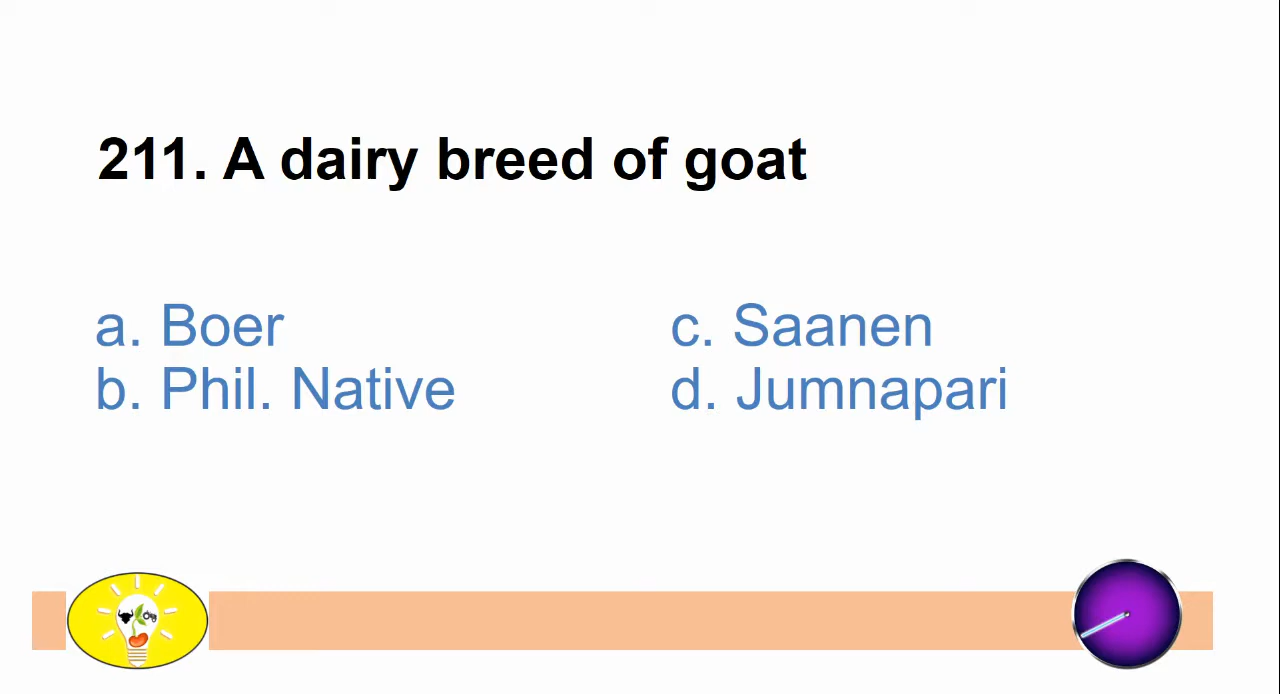 211. A dairy breed of goat
a. Boer
b. Phil. Native
c. Saanen
d. Jumnapari